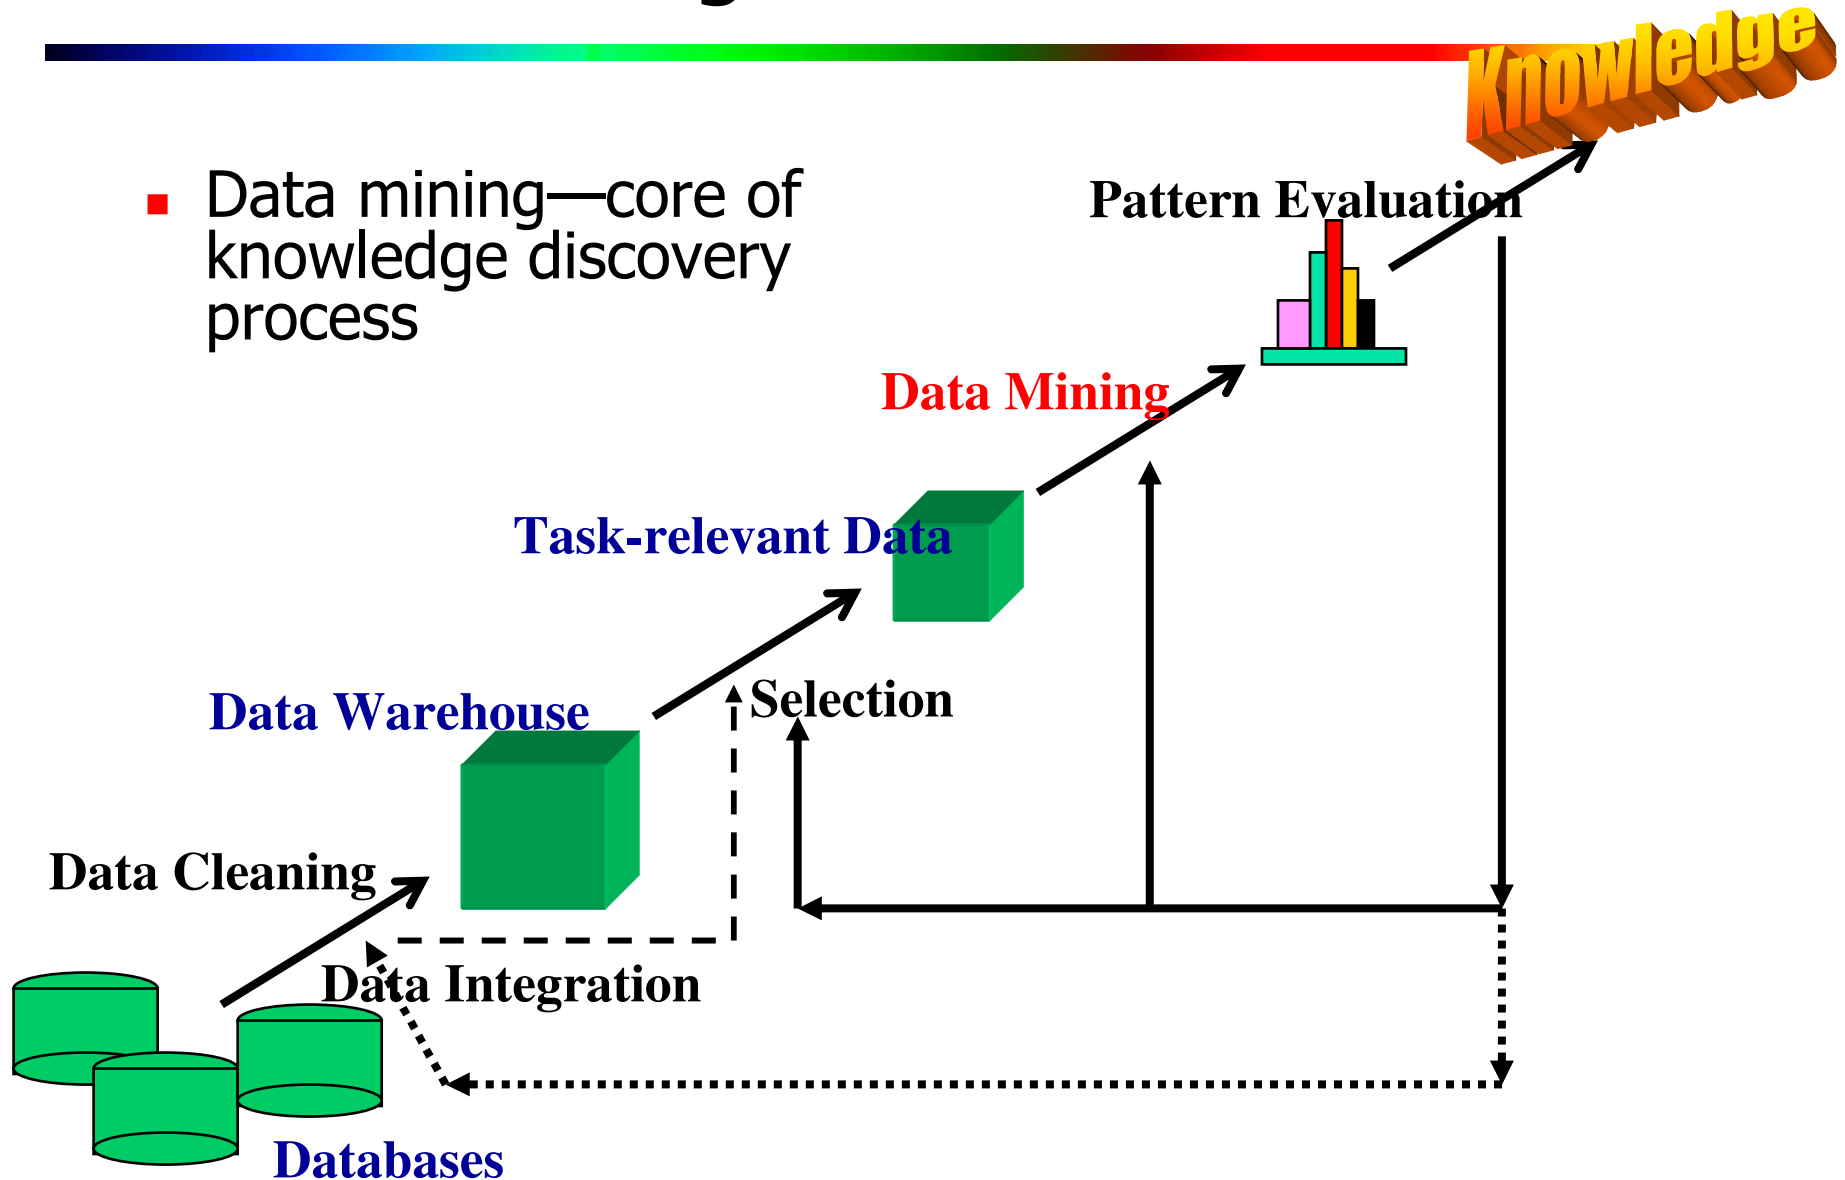 Knowledge
Data mining—core of
knowledge discovery
process
Pattern Evaluation
Data Mining
Task-relevant Data
Selection
Data Warehouse
Data Cleaning
Data Integration
Databases